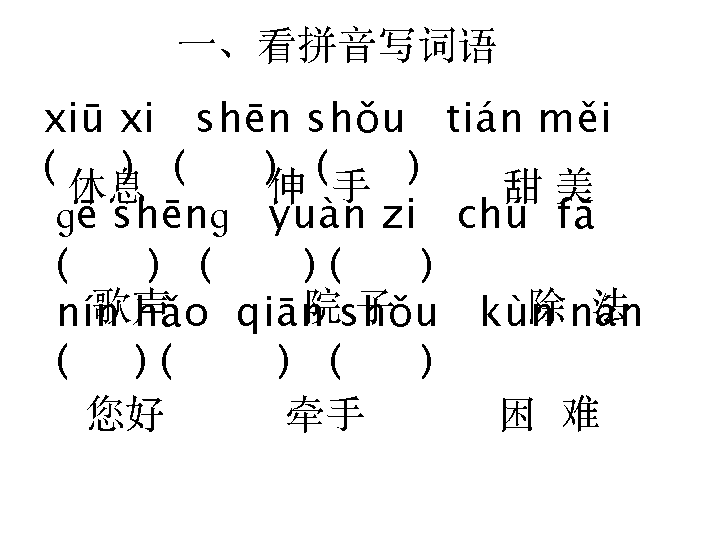 一、看拼音写词语
xiū xi shēn shǒu tián měi
( ) ( ) ( )
休息 伸 手 甜 美
gē shēng yuàn zi chú fǎ
( ) ( )( )
歌声 院 子 除 法
nín hǎo qiān shǒu kùn nan
( )( ) ( )
您好 牵手 困 难